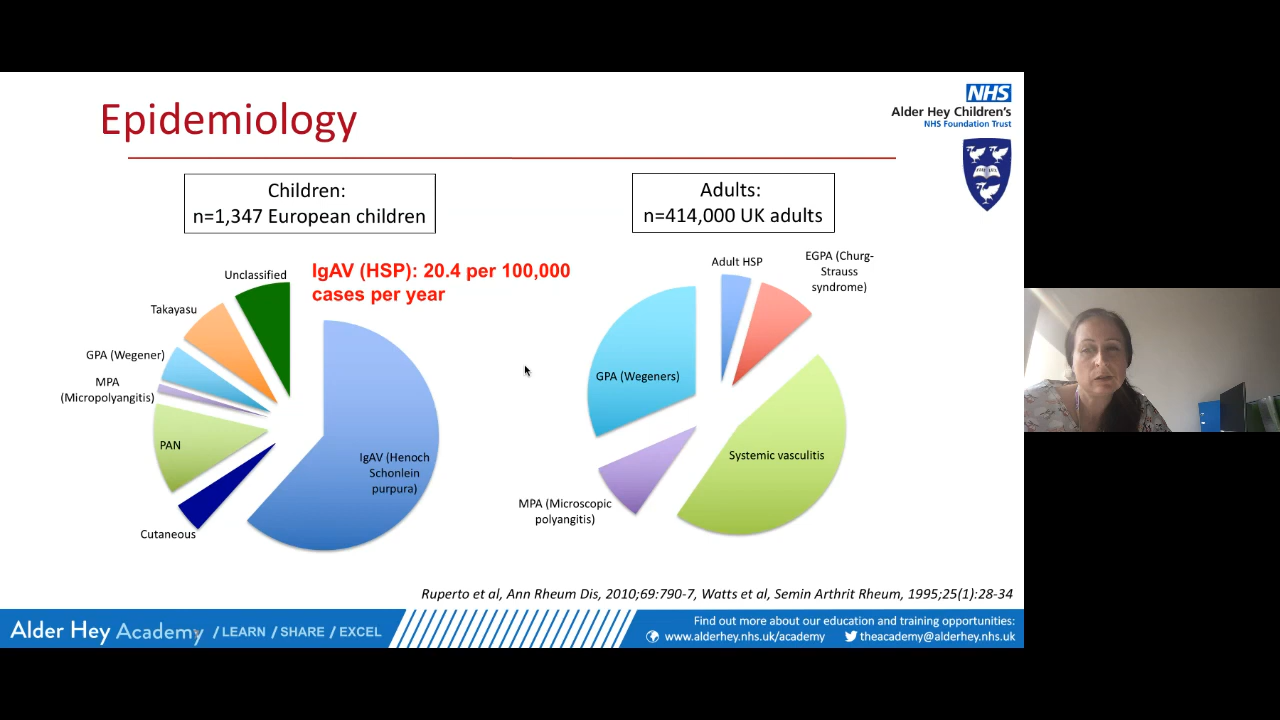 Epidemiology
NHS
Alder Hey Children's
NHS Foundation Trust
Children:
n=1,347 European children
Adults:
n=414,000 UK adults
IgAV (HSP): 20.4 per 100,000
cases per year
Unclassified
Takayasu
GPA (Wegener)
MPA
(Micropolyangitis)
PAN
Cutaneous
IgAV (Henoch
Schonlein
purpura)
Adult HSP
EGPA (Churg-
Strauss
syndrome)
GPA (Wegeners)
Systemic vasculitis
MPA (Microscopic
polyangitis)
Ruperto et al, Ann Rheum Dis, 2010;69:790-7, Watts et al, Semin Arthrit Rheum, 1995;25(1):28-34
Alder Hey Academy / LEARN / SHARE / EXCEL
Find out more about our education and training opportunities:
www.alderhey.nhs.uk/academy theacademy@alderhey.nhs.uk